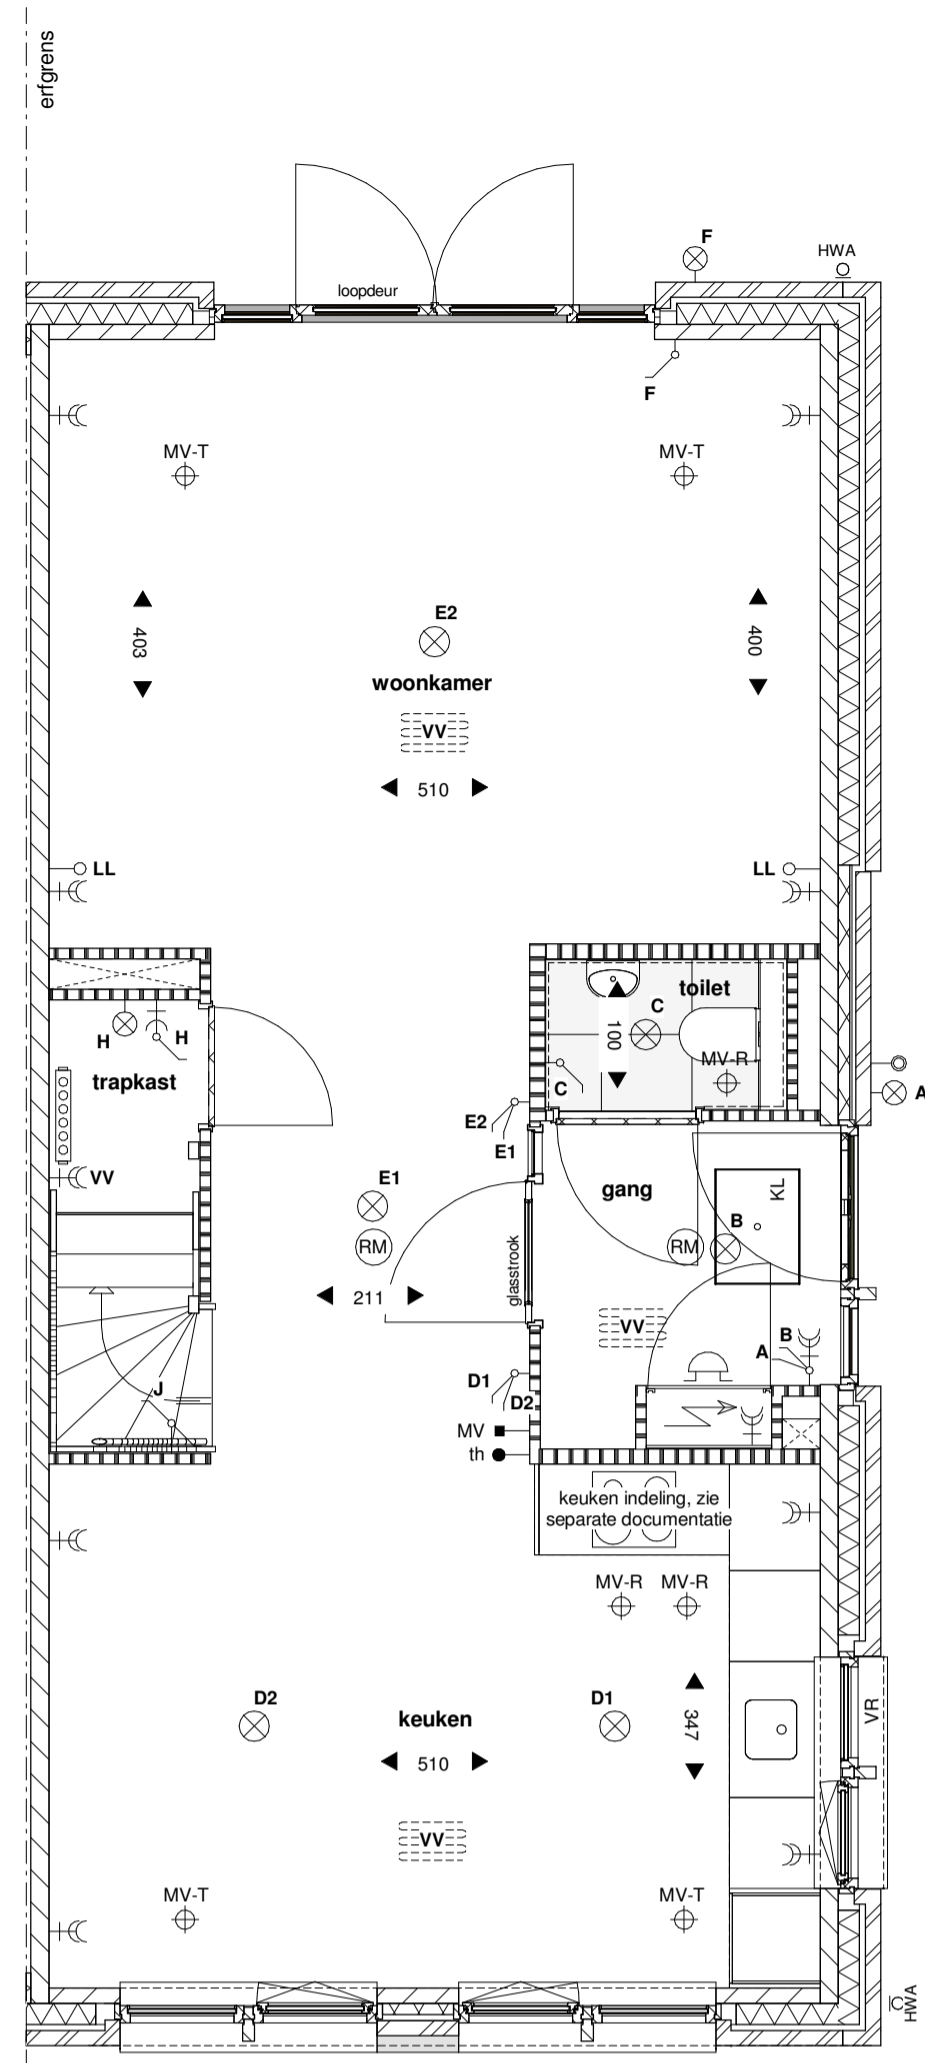 erfgrens
F
HWA
loopdeur
F
MV-T
MV-T
403
E2
400
woonkamer
VV
510
LL
LL
toilet
C
H
H
100
trapkast
MV-R
C
A
E2
E1
VV
E1
gang
KL
B
RM
RM
glasstrook
211
VV
B
A
J
D1
D2
MV
th
keuken indeling, zie
separate documentatie
MV-R
MV-R
D2
D1
keuken
347
VR
510
VV
MV-T
MV-T
HWA